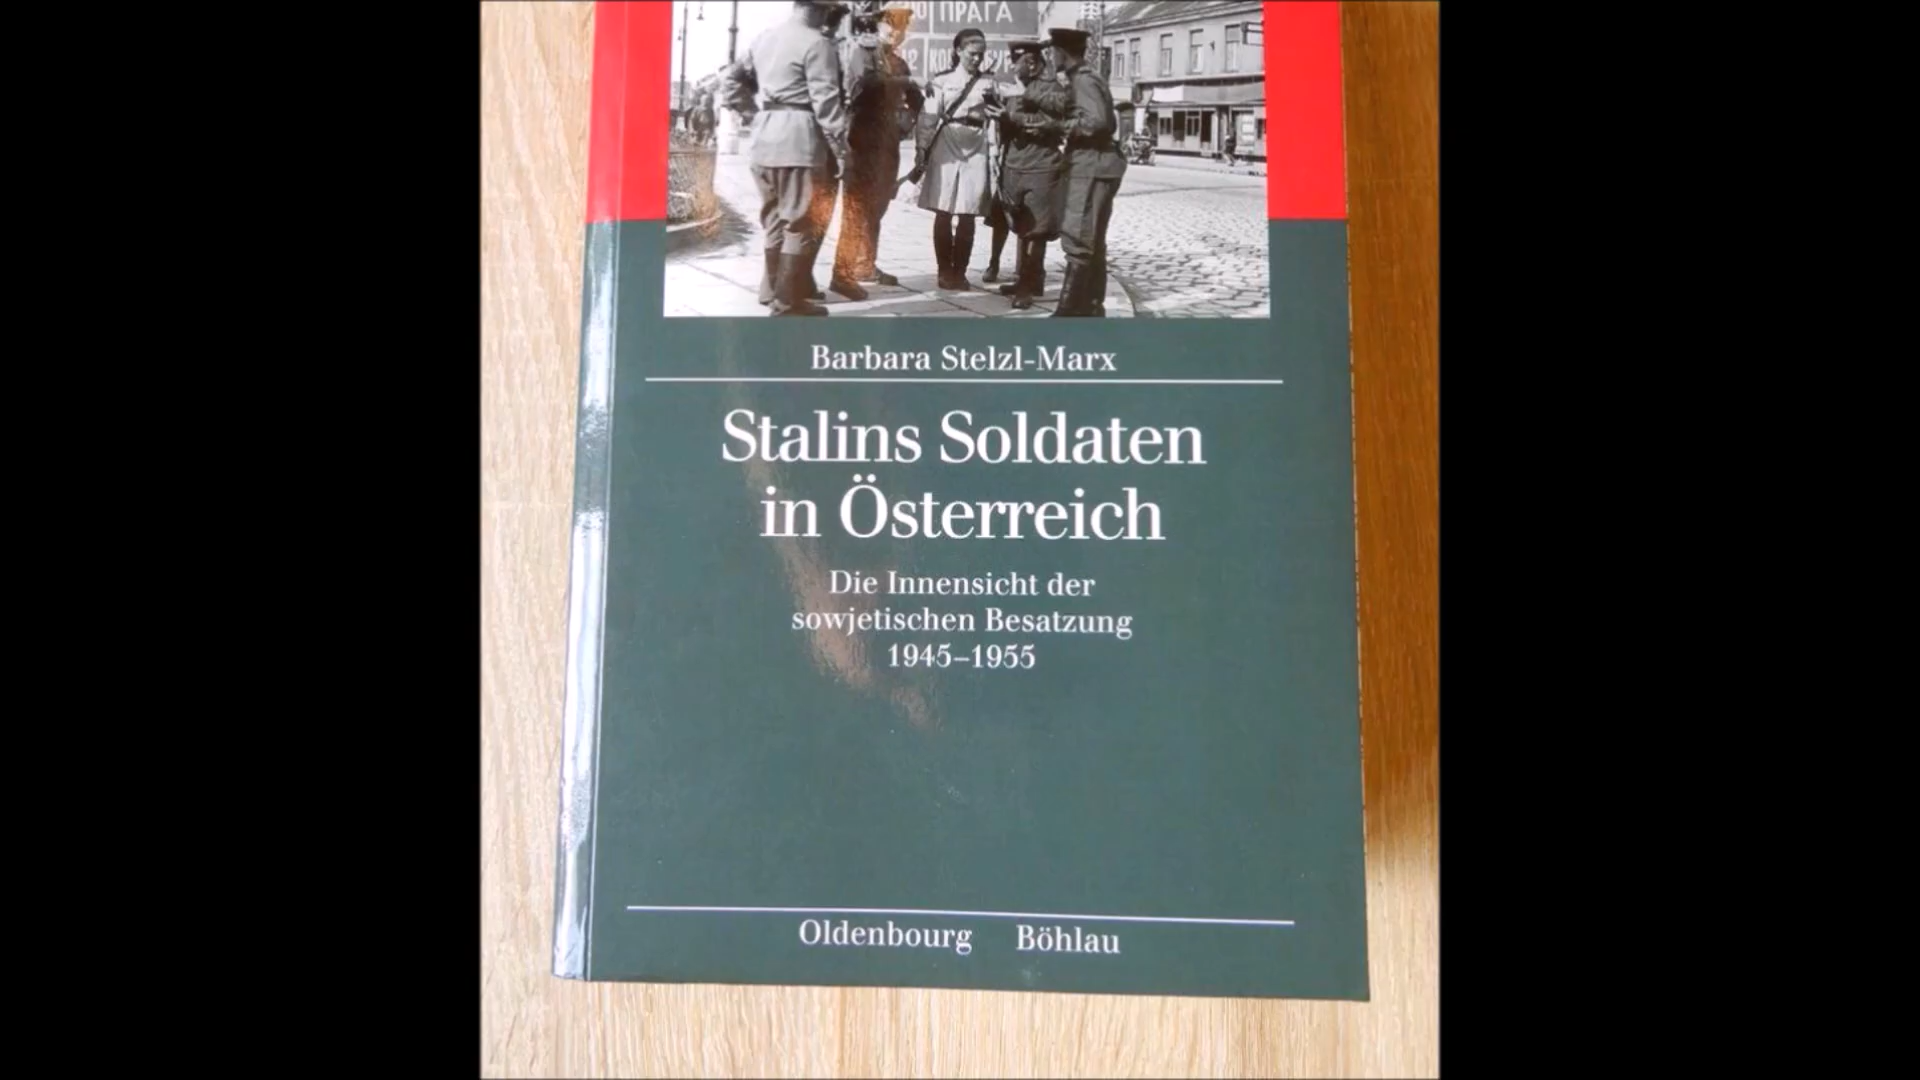 ПРАГА
Barbara Stelzl-Marx
Stalins Soldaten
in Österreich
Die Innensicht der
sowjetischen Besatzung
1945–1955
Oldenbourg Böhlau